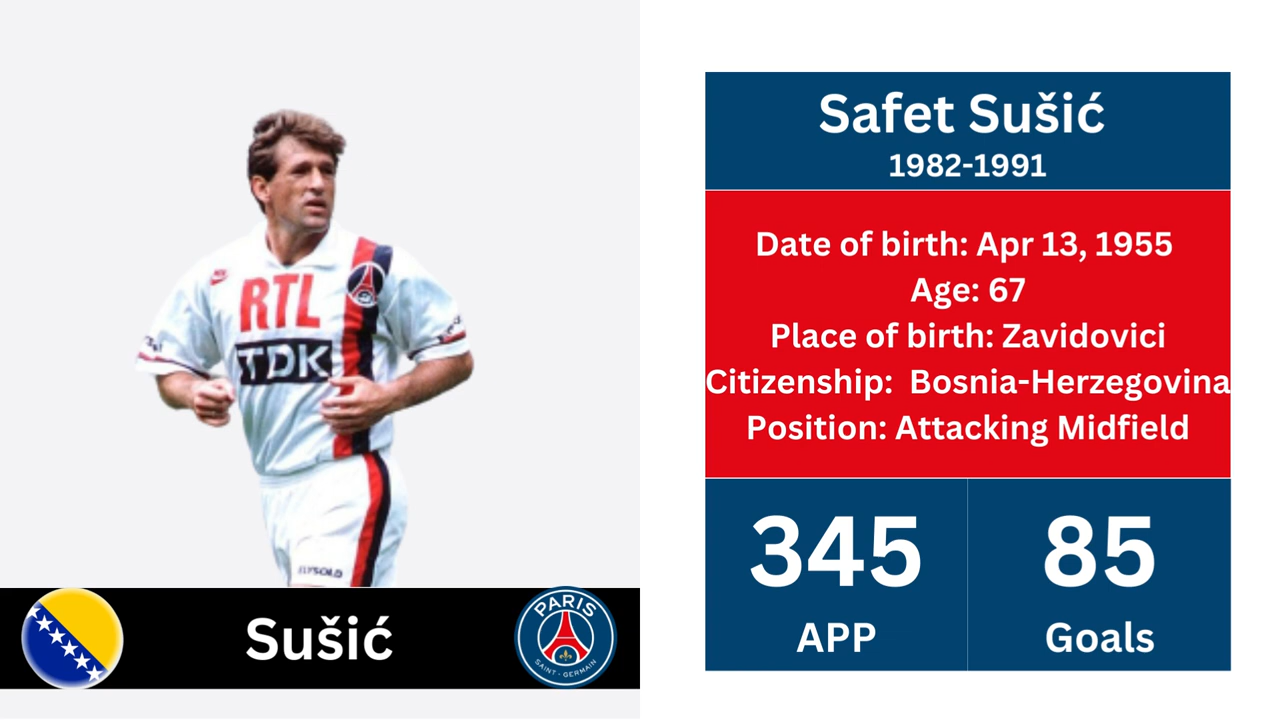 RTL
TDK
Sušić
PARIS
SAINT-GERMAIN
Safet Sušić
1982-1991
Date of birth: Apr 13, 1955
Age: 67
Place of birth: Zavidovici
Citizenship: Bosnia-Herzegovina
Position: Attacking Midfield
345
APP
85
Goals